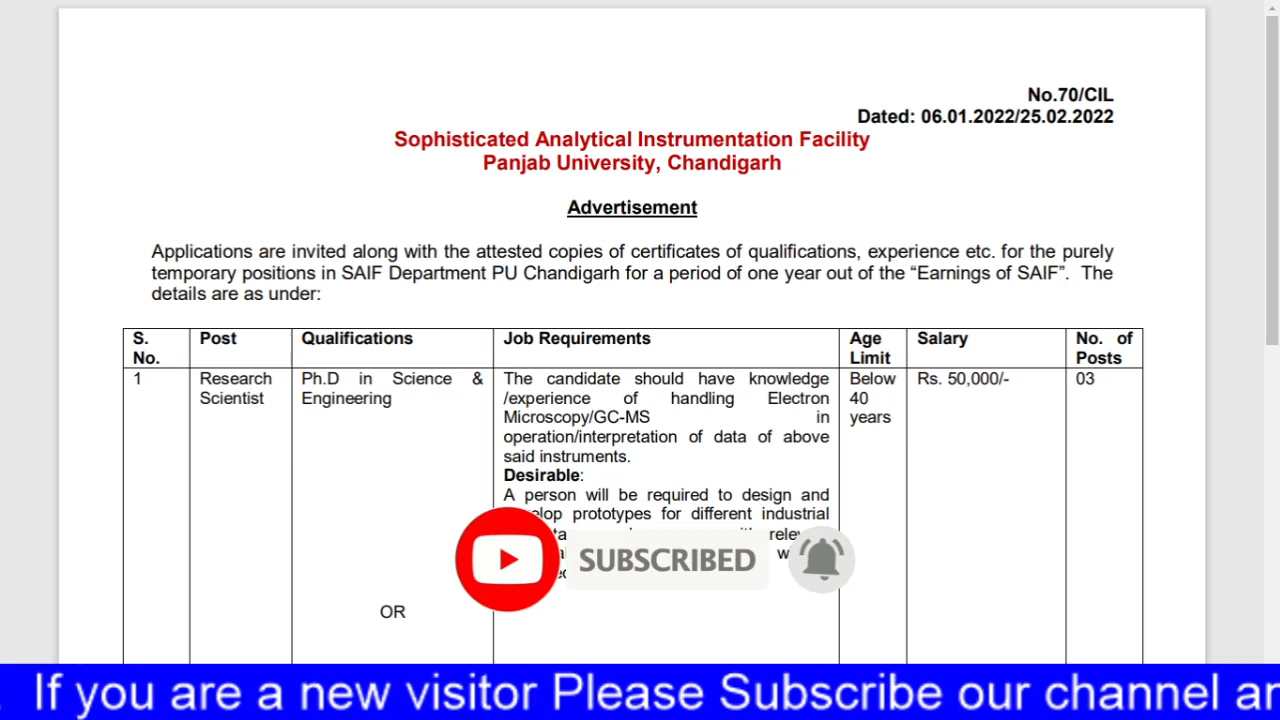 No.70/CIL
Dated: 06.01.2022/25.02.2022
Sophisticated Analytical Instrumentation Facility
Panjab University, Chandigarh
Advertisement
Applications are invited along with the attested copies of certificates of qualifications, experience etc. for the purely
temporary positions in SAIF Department PU Chandigarh for a period of one year out of the “Earnings of SAIF”. The
details are as under:
S. No. Post Qualifications Job Requirements Age Limit Salary No. of Posts
1 Research Scientist
Ph.D in Science &
Engineering
The candidate should have knowledge
/experience of handling Electron
Microscopy/GC-MS in
operation/interpretation of data of above
said instruments.
Desirable:
A person will be required to design and
prototypes for different industrial
Below
40
years
Rs. 50,000/-
03
OR
SUBSCRIBED
If you are a new visitor Please Subscribe our channel